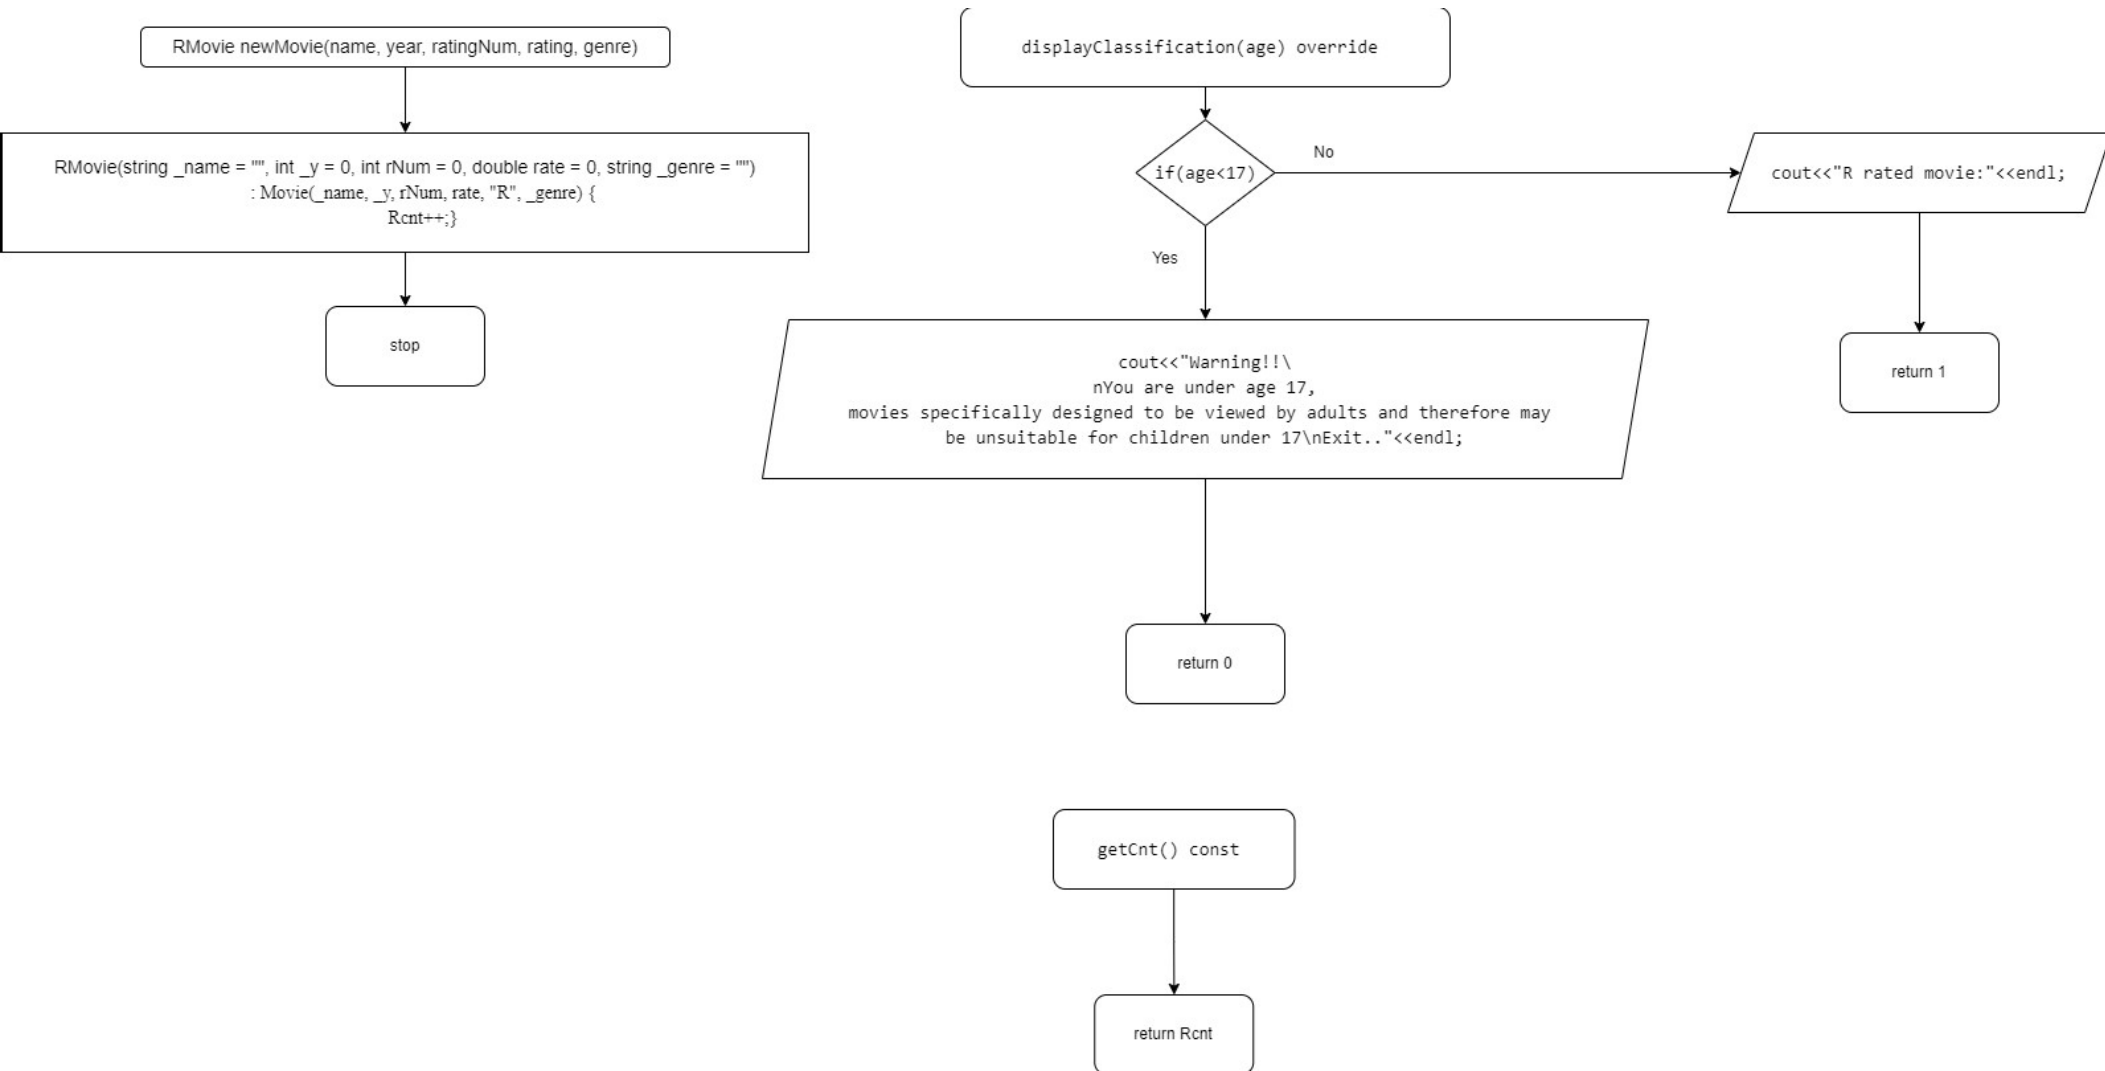 RMovie newMovie(name, year, ratingNum, rating, genre)
RMovie(string _name = "", int _y = 0, int rNum = 0, double rate = 0, string _genre = "")
: Movie(_name, _y, rNum, rate, "R", _genre) {
Rcnt++;}
stop
displayClassification(age) override
if(age<17)
No
Yes
cout<<"R rated movie:"<<endl;
return 1
cout<<"Warning!!\
nYou are under age 17,
movies specifically designed to be viewed by adults and therefore may
be unsuitable for children under 17\nExit.."<<endl;
return 0
getCnt() const
return Rcnt